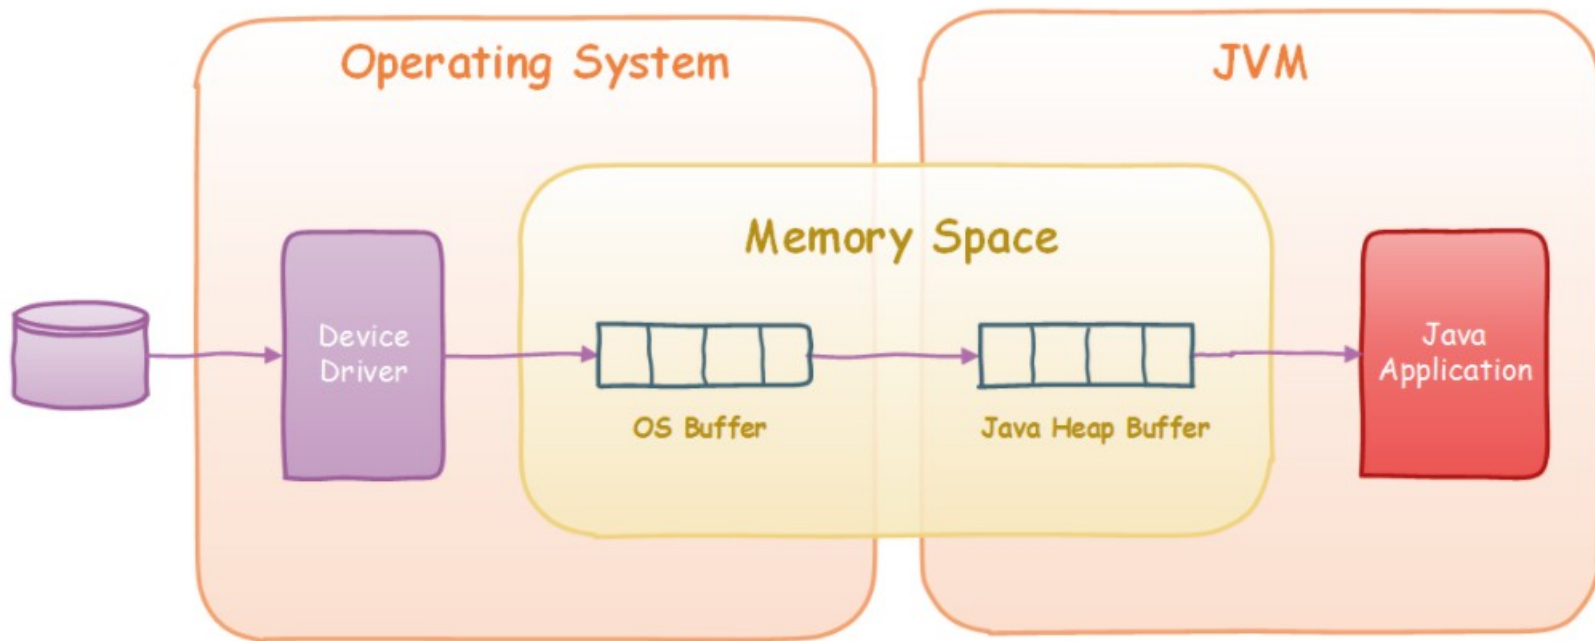 Operating System
JVM
Memory Space
Device
Driver
OS Buffer
Java Heap Buffer
Java
Application